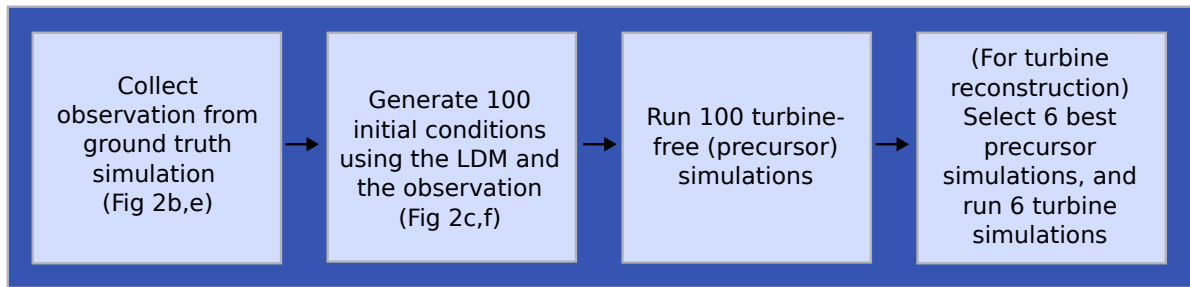 Collect
observation from
ground truth
simulation
(Fig 2b,e)
Generate 100
initial conditions
using the LDM and
the observation
(Fig 2c,f)
Run 100 turbine-
free (precursor)
simulations
(For turbine
reconstruction)
Select 6 best
precursor
simulations, and
run 6 turbine
simulations